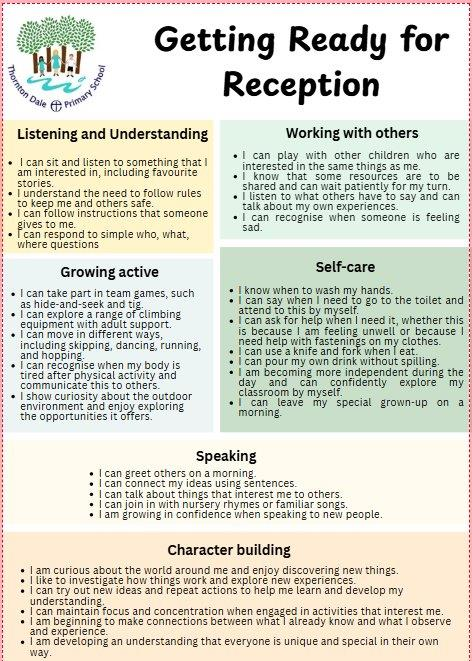 Thornton Dale Primary School
Getting Ready for
Reception
Listening and Understanding
• I can sit and listen to something that I
am interested in, including favourite
stories.
• I understand the need to follow rules
to keep me and others safe.
• I can follow instructions that someone
gives to me.
• I can respond to simple who, what,
where questions
Working with others
• I can play with other children who are
interested in the same things as me.
• I know that some resources are to be
shared and can wait patiently for my turn.
• I listen to what others have to say and can
talk about my own experiences.
• I can recognise when someone is feeling
sad.
Growing active
• I can take part in team games, such
as hide-and-seek and tig.
• I can explore a range of climbing
equipment with adult support.
• I can move in different ways,
including skipping, dancing, running,
and hopping.
• I can recognise when my body is
tired after physical activity and
communicate this to others.
• I show curiosity about the outdoor
environment and enjoy exploring
the opportunities it offers.
Self-care
• I know when to wash my hands.
• I can say when I need to go to the toilet and
attend to this by myself.
• I can ask for help when I need it, whether this
is because I am feeling unwell or because I
need help with fastenings on my clothes.
• I can use a knife and fork when I eat.
• I can pour my own drink without spilling.
• I am becoming more independent during the
day and can confidently explore my
classroom by myself.
• I can leave my special grown-up on a
morning.
Speaking
• I can greet others on a morning.
• I can connect my ideas using sentences.
• I can talk about things that interest me to others.
• I can join in with nursery rhymes or familiar songs.
• I am growing in confidence when speaking to new people.
Character building
• I am curious about the world around me and enjoy discovering new things.
• I like to investigate how things work and explore new experiences.
• I can try out new ideas and repeat actions to help me learn and develop my
understanding.
• I can maintain focus and concentration when engaged in activities that interest me.
• I am beginning to make connections between what I already know and what I observe
and experience.
• I am developing an understanding that everyone is unique and special in their own
way.